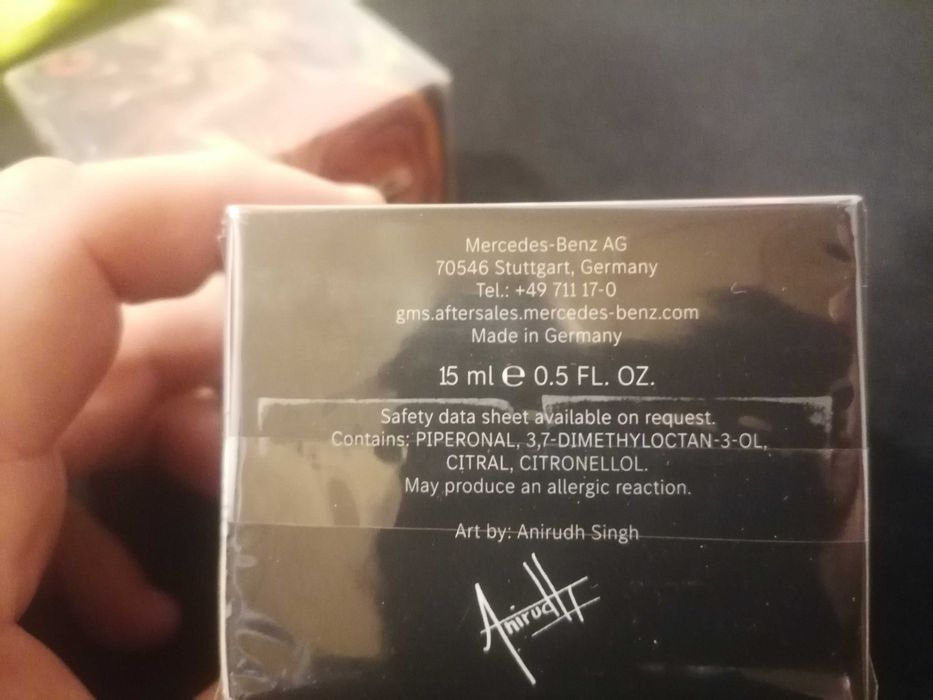 Mercedes-Benz AG
70546 Stuttgart, Germany
Tel.: +49 711 17-0
gms.aftersales.mercedes-benz.com
Made in Germany
15 ml ℮ 0.5 FL. OZ.
Safety data sheet available on request.
Contains: PIPERONAL, 3,7-DIMETHYLOCTAN-3-OL,
CITRAL, CITRONELLOL.
May produce an allergic reaction.
Art by: Anirudh Singh
Anirudh